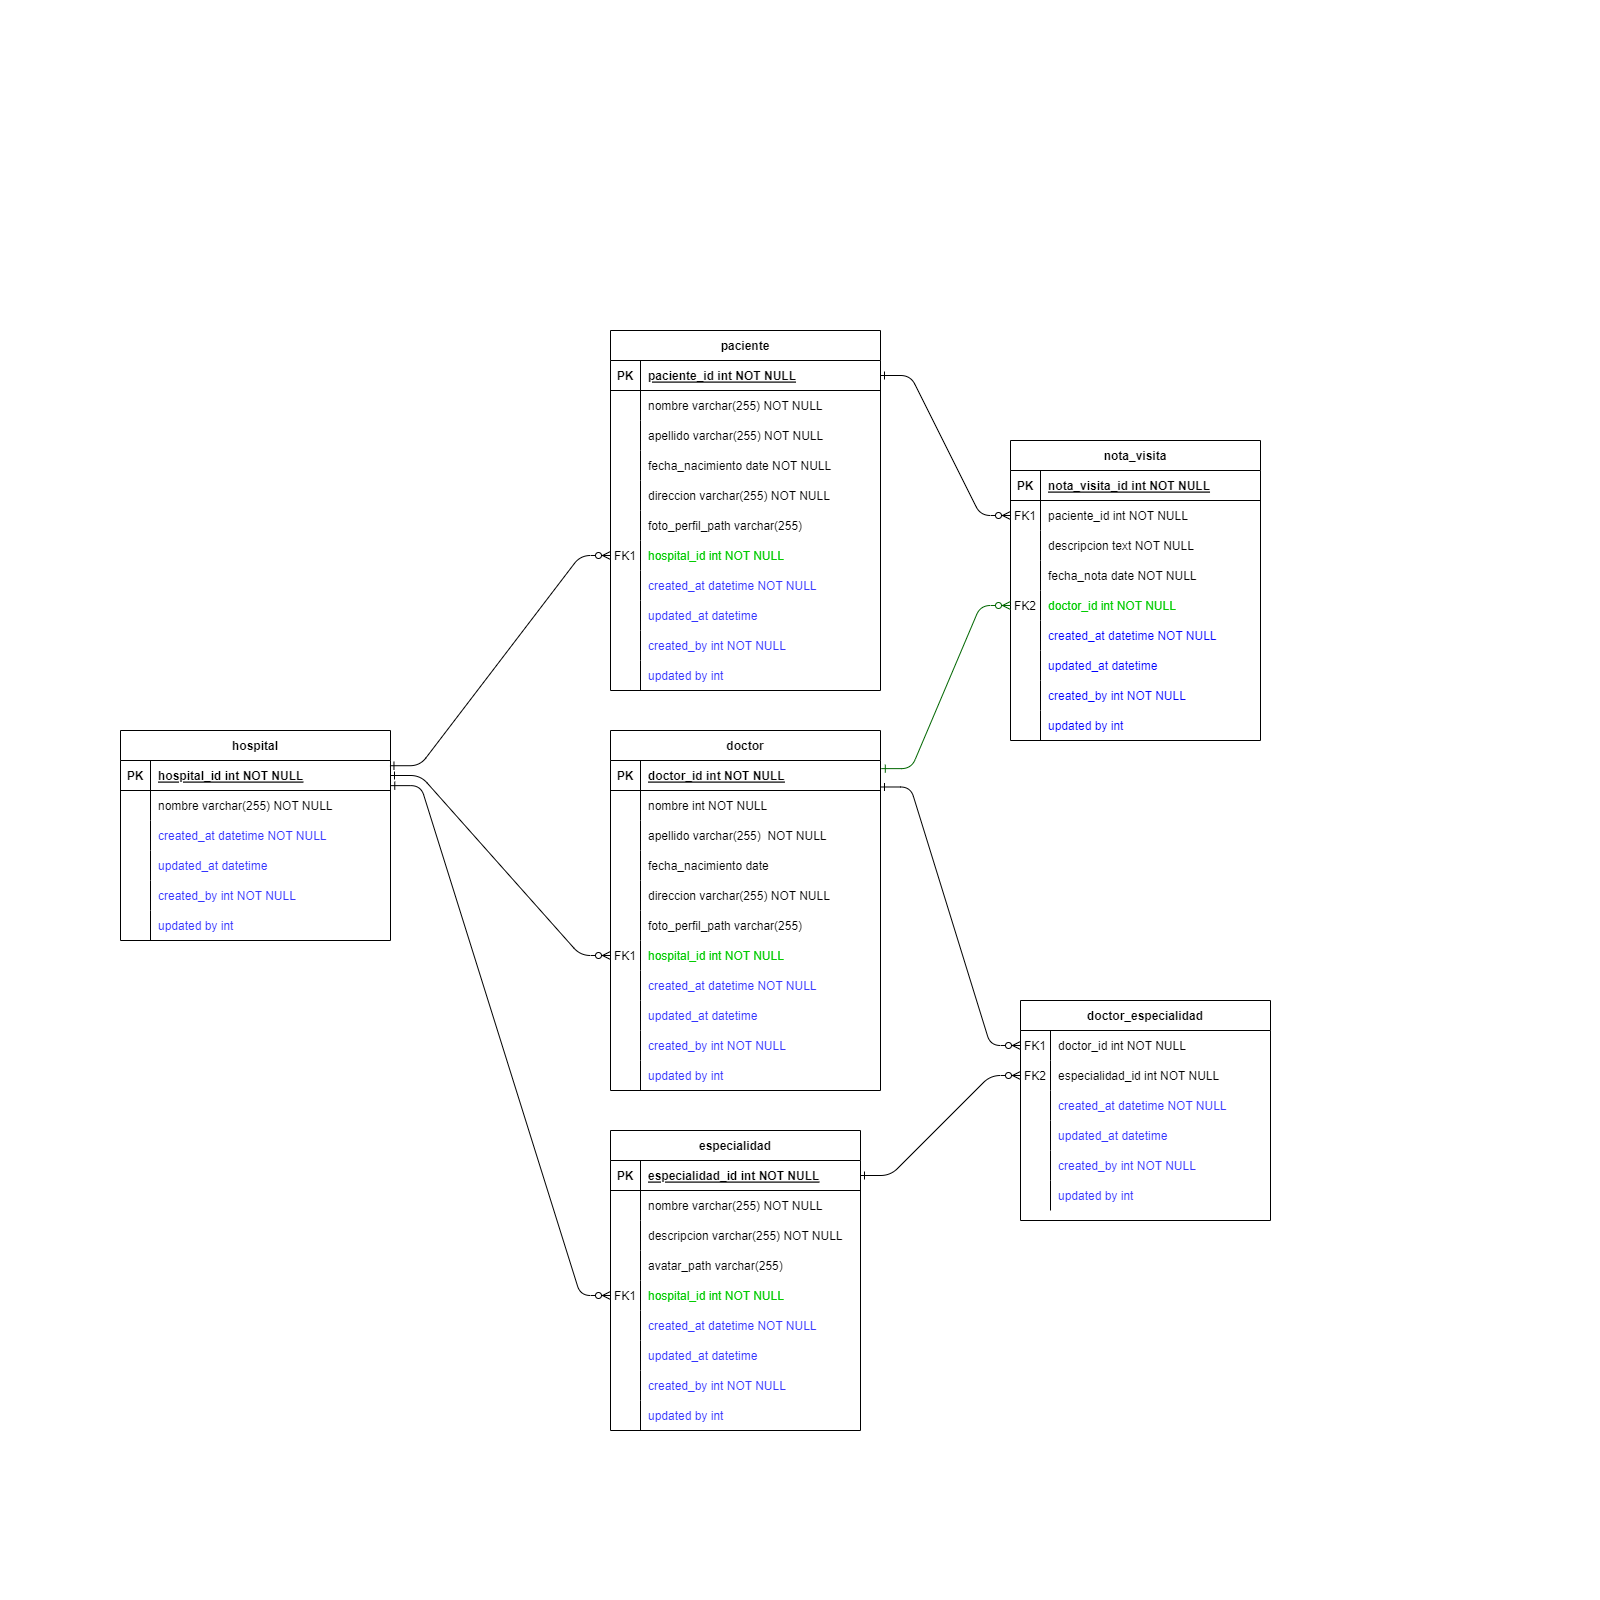 paciente
PK paciente_id int NOT NULL
nombre varchar(255) NOT NULL
apellido varchar(255) NOT NULL
fecha_nacimiento date NOT NULL
direccion varchar(255) NOT NULL
foto_perfil_path varchar(255)
FK1 hospital_id int NOT NULL
created_at datetime NOT NULL
updated_at datetime
created_by int NOT NULL
updated by int
nota_visita
PK nota_visita_id int NOT NULL
FK1 paciente_id int NOT NULL
descripcion text NOT NULL
fecha_nota date NOT NULL
FK2 doctor_id int NOT NULL
created_at datetime NOT NULL
updated_at datetime
created_by int NOT NULL
updated by int
hospital
PK hospital_id int NOT NULL
nombre varchar(255) NOT NULL
created_at datetime NOT NULL
updated_at datetime
created_by int NOT NULL
updated by int
doctor
PK doctor_id int NOT NULL
nombre int NOT NULL
apellido varchar(255)  NOT NULL
fecha_nacimiento date
direccion varchar(255) NOT NULL
foto_perfil_path varchar(255)
FK1 hospital_id int NOT NULL
created_at datetime NOT NULL
updated_at datetime
created_by int NOT NULL
updated by int
doctor_especialidad
FK1 doctor_id int NOT NULL
FK2 especialidad_id int NOT NULL
created_at datetime NOT NULL
updated_at datetime
created_by int NOT NULL
updated by int
especialidad
PK especialidad_id int NOT NULL
nombre varchar(255) NOT NULL
descripcion varchar(255) NOT NULL
avatar_path varchar(255)
FK1 hospital_id int NOT NULL
created_at datetime NOT NULL
updated_at datetime
created_by int NOT NULL
updated by int